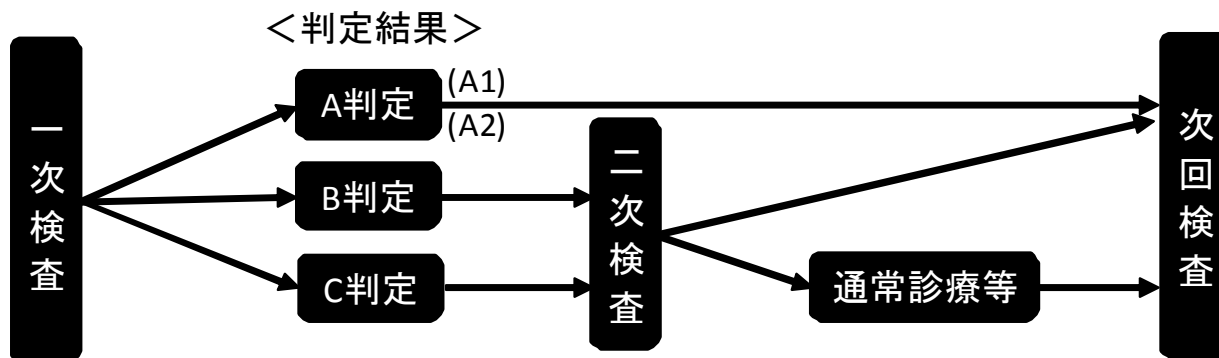 ＜判定結果＞
一次検査
A判定
(A1)
(A2)
B判定
C判定
二次検査
通常診療等
次回検査